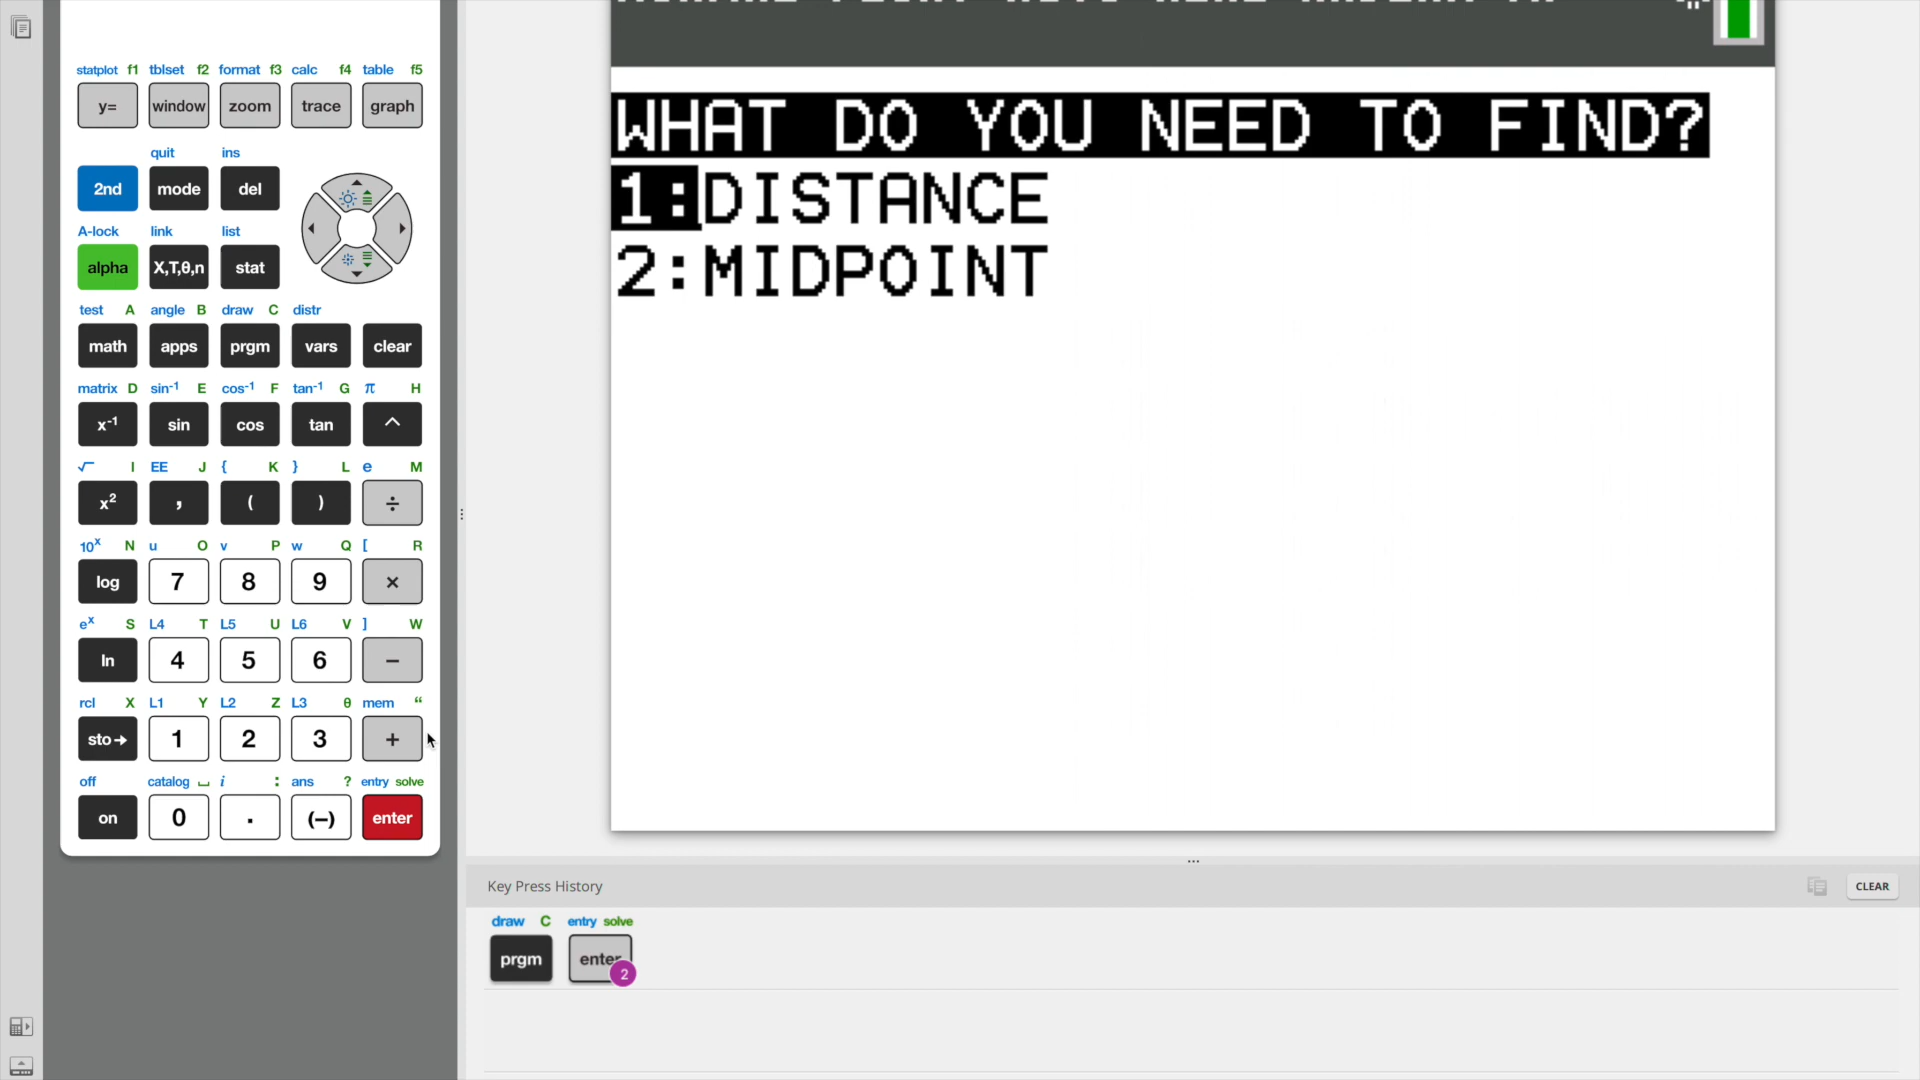 statplot f1 tblset f2 format f3 calc f4 table f5
y= window zoom trace graph
quit ins
2nd mode del
A-lock link list
alpha X,T,θ,n stat
test A angle B draw C distr
math apps prgm vars clear
matrix D sin⁻¹ E cos⁻¹ F tan⁻¹ G π H
x⁻¹ sin cos tan ^
√ I EE J { K } L e M
x² , ( ) ÷
10ˣ N u O v P w Q [ R
log 7 8 9 ×
eˣ S L4 T L5 U L6 V ] W
ln 4 5 6 −
rcl X L1 Y L2 Z L3 θ mem “
sto→ 1 2 3 +
off catalog ⎵ i : ans ? entry solve
on 0 . (–) enter
WHAT DO YOU NEED TO FIND?
1:DISTANCE
2:MIDPOINT
Key Press History
CLEAR
draw C entry solve
prgm enter 2